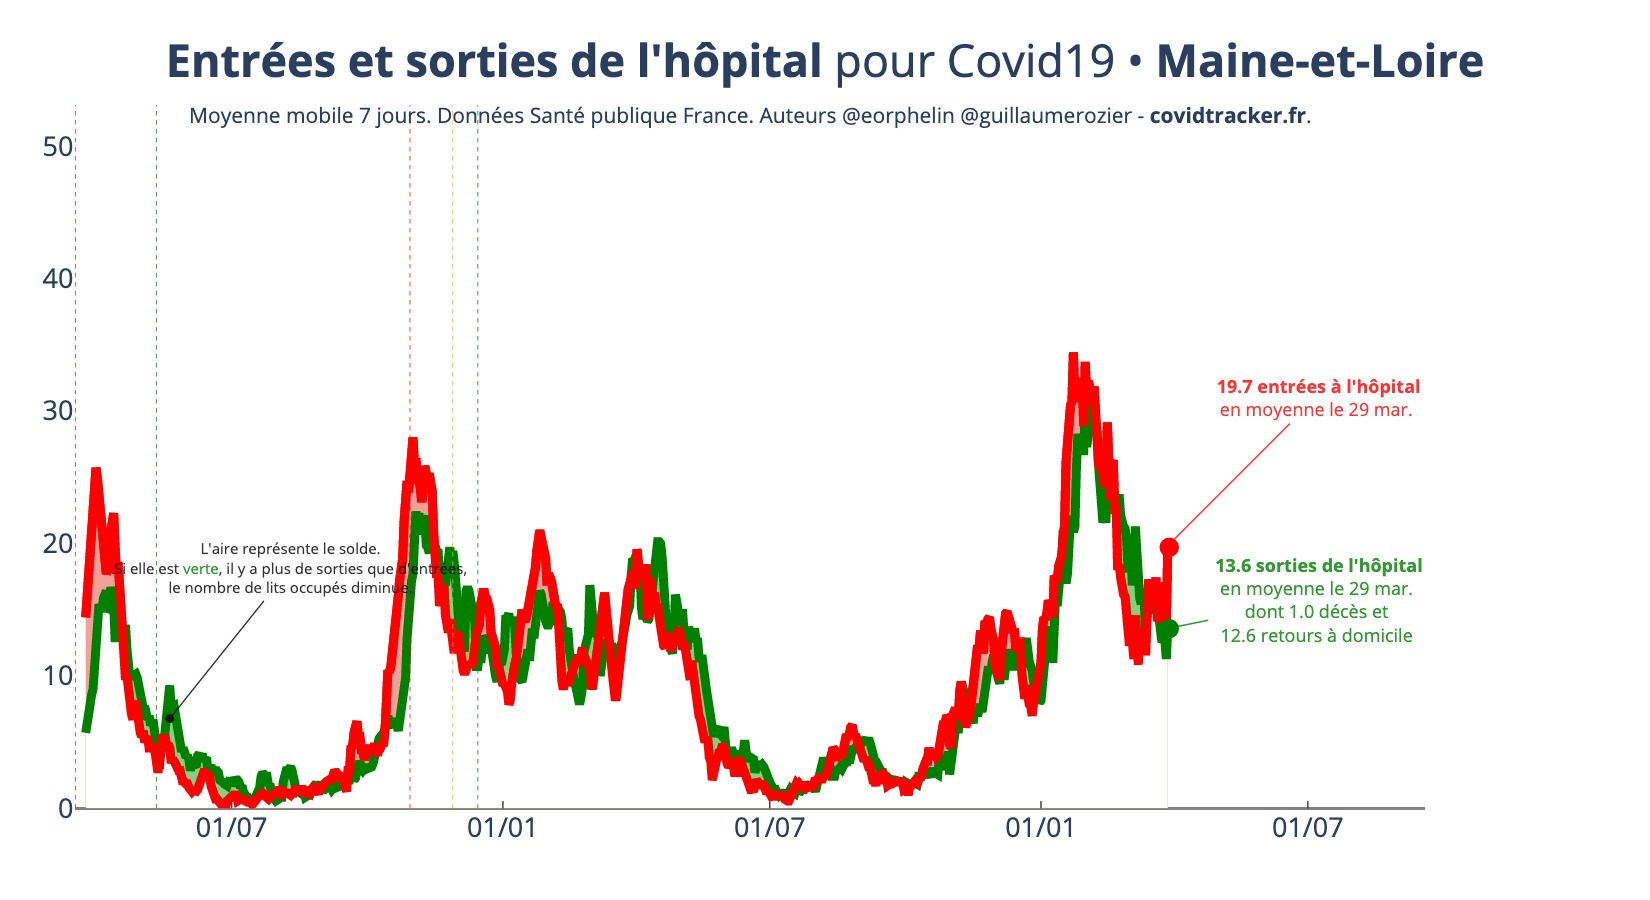 Entrées et sorties de l'hôpital pour Covid19 • Maine-et-Loire
Moyenne mobile 7 jours. Données Santé publique France. Auteurs @eorphelin @guillaumerozier - covidtracker.fr.
50
40
30
20
10
0
L'aire représente le solde.
Si elle est verte, il y a plus de sorties que d'entrées,
le nombre de lits occupés diminue.
19.7 entrées à l'hôpital
en moyenne le 29 mar.
13.6 sorties de l'hôpital
en moyenne le 29 mar.
dont 1.0 décès et
12.6 retours à domicile
01/07
01/01
01/07
01/01
01/07